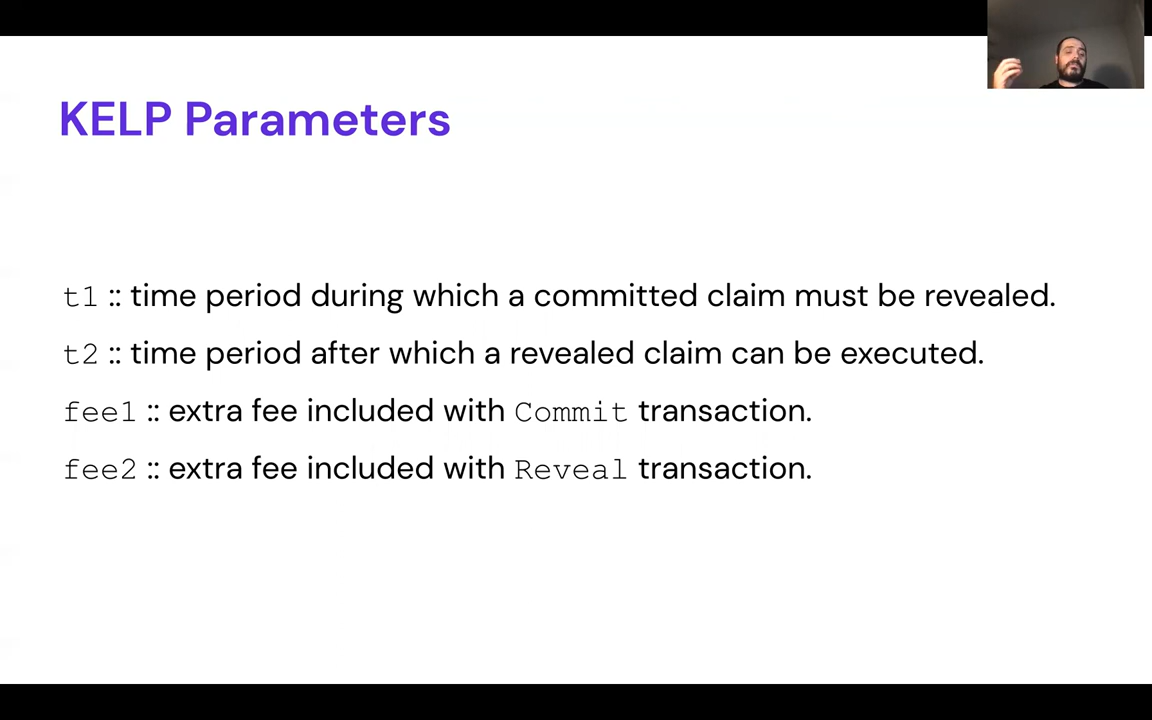 KELP Parameters
t1 :: time period during which a committed claim must be revealed.
t2 :: time period after which a revealed claim can be executed.
fee1 :: extra fee included with Commit transaction.
fee2 :: extra fee included with Reveal transaction.